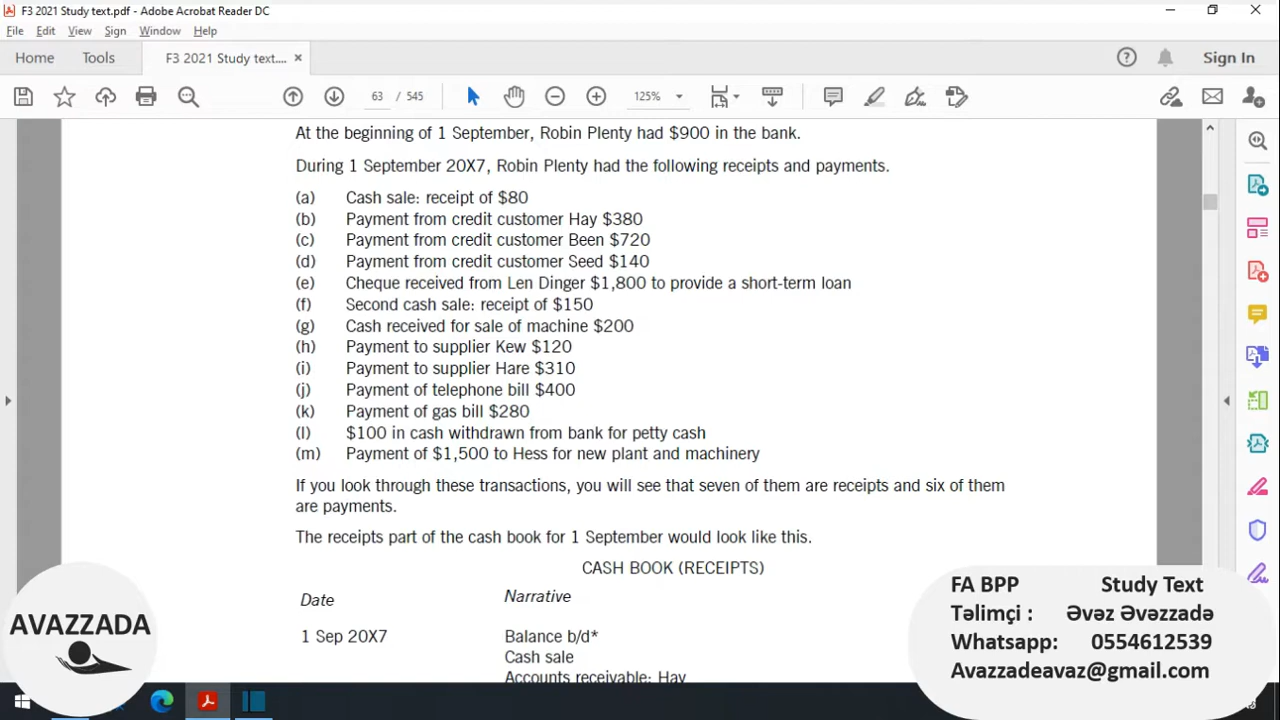 F3 2021 Study text.pdf - Adobe Acrobat Reader DC
File Edit View Sign Window Help
Home Tools F3 2021 Study text.... × Sign In
63 / 545 125%
At the beginning of 1 September, Robin Plenty had $900 in the bank.
During 1 September 20X7, Robin Plenty had the following receipts and payments.
(a) Cash sale: receipt of $80
(b) Payment from credit customer Hay $380
(c) Payment from credit customer Been $720
(d) Payment from credit customer Seed $140
(e) Cheque received from Len Dinger $1,800 to provide a short-term loan
(f) Second cash sale: receipt of $150
(g) Cash received for sale of machine $200
(h) Payment to supplier Kew $120
(i) Payment to supplier Hare $310
(j) Payment of telephone bill $400
(k) Payment of gas bill $280
(l) $100 in cash withdrawn from bank for petty cash
(m) Payment of $1,500 to Hess for new plant and machinery
If you look through these transactions, you will see that seven of them are receipts and six of them
are payments.
The receipts part of the cash book for 1 September would look like this.
CASH BOOK (RECEIPTS)
Date Narrative
1 Sep 20X7 Balance b/d*
Cash sale
Accounts receivable: Hay
AVAZZADA
FA BPP Study Text
Təlimçi : Əvəz Əvəzzadə
Whatsapp: 0554612539
Avazzadeavaz@gmail.com